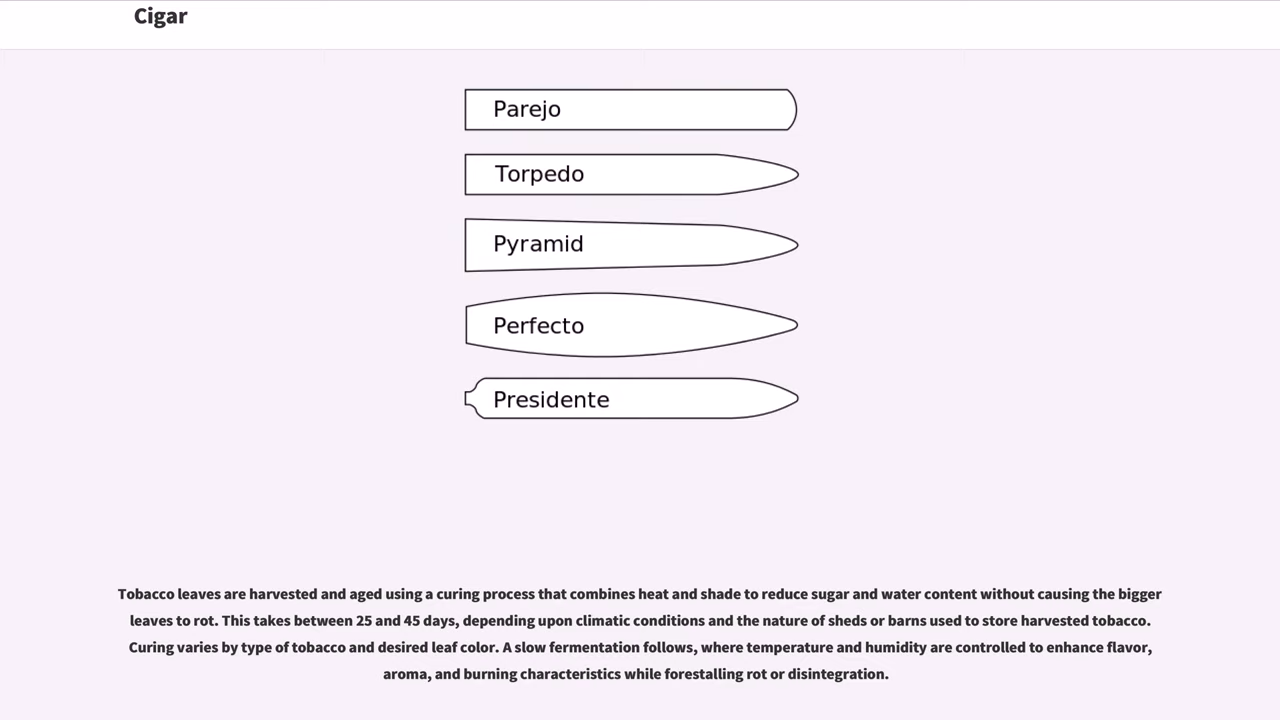 Cigar
Parejo
Torpedo
Pyramid
Perfecto
Presidente
Tobacco leaves are harvested and aged using a curing process that combines heat and shade to reduce sugar and water content without causing the bigger
leaves to rot. This takes between 25 and 45 days, depending upon climatic conditions and the nature of sheds or barns used to store harvested tobacco.
Curing varies by type of tobacco and desired leaf color. A slow fermentation follows, where temperature and humidity are controlled to enhance flavor,
aroma, and burning characteristics while forestalling rot or disintegration.